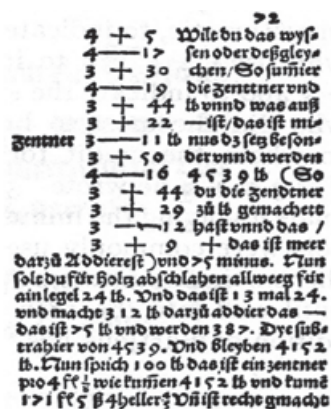 72
4 + 5 Wilt du das wys⸗
4 — 17 sen oder deßgley⸗
3 + 30 chen/ So sumier
4 — 19 die zenttner vnd
3 + 44 lb vnnd was auß
3 + 22 — ist/ das ist mi⸗
zentner 3 — 11 lb nus dz setz beson⸗
3 + 50 der vnnd werden
4 — 16 4539 lb (So
3 + 44 du die zendtner
3 + 29 zů lb gemachett
3 — 12 hast vnnd das /
3 + 9 + das ist meer
darzů Addierest) vnd 75 minus. Nun
solt du für holtz abschlahen allweeg für
ain legel 24 lb. Vnd das ist 13 mal 24.
vnd macht 312 lb darzů addier das —
das ist 75 lb vnd werden 387. Dye sub⸗
trahier von 4539. Vnd bleyben 4152
lb. Nun sprich 100 lb das ist ein zentner
pro 4 fl ½ wie kum̃en 4152 lb vnd kumt
171 fl 5 ß 4 heller Vñ ist recht gemacht